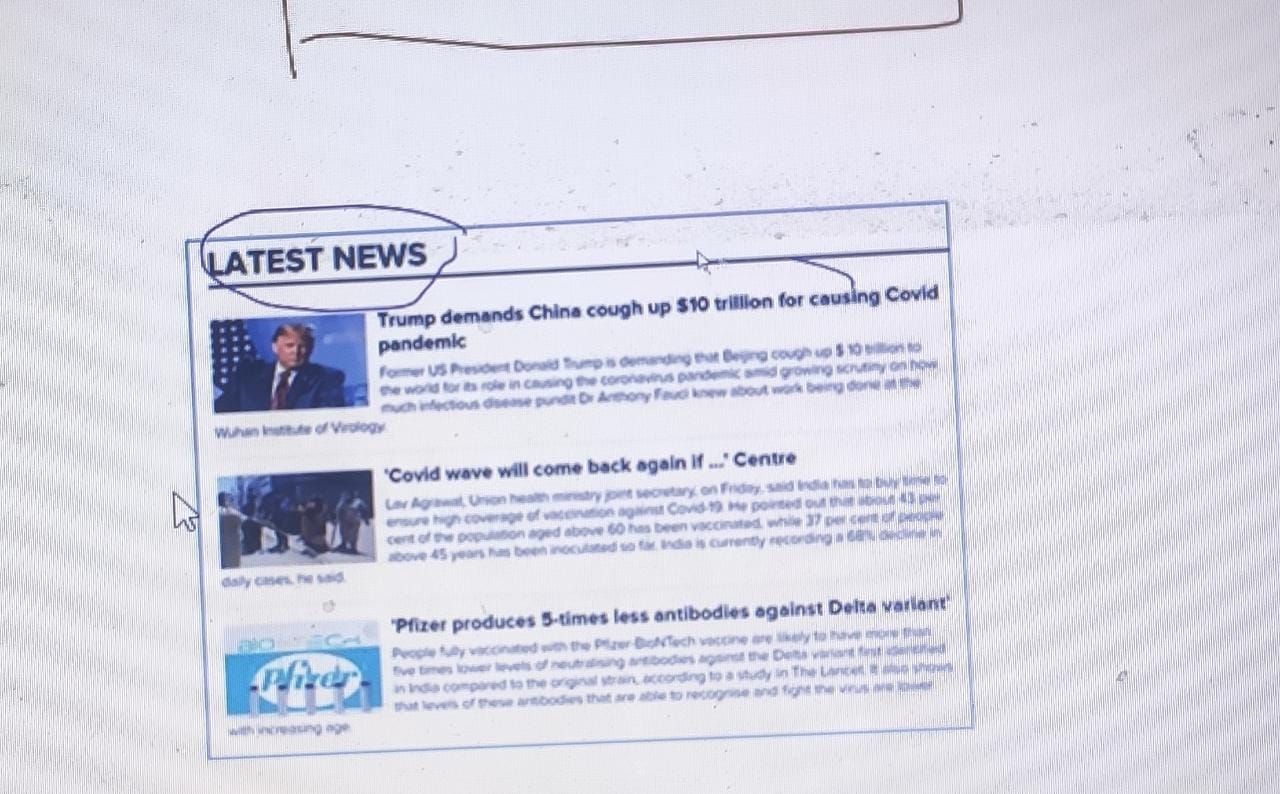 LATEST NEWS
Trump demands China cough up $10 trillion for causing Covid
pandemic
Former US President Donald Trump is demanding that Beijing cough up $ 10 trillion to
the world for its role in causing the coronavirus pandemic amid growing scrutiny on how
much infectious disease pundit Dr Anthony Fauci knew about work being done at the
Wuhan Institute of Virology.
'Covid wave will come back again if ...' Centre
Lav Agrawal, Union health ministry joint secretary, on Friday, said India has to buy time to
ensure high coverage of vaccination against Covid-19. He pointed out that about 43 per
cent of the population aged above 60 has been vaccinated, while 37 per cent of people
above 45 years has been inoculated so far. India is currently recording a 68% decline in
daily cases, he said.
'Pfizer produces 5-times less antibodies against Delta variant'
People fully vaccinated with the Pfizer-BioNTech vaccine are likely to have more than
five times lower levels of neutralising antibodies against the Delta variant first identified
in India compared to the original strain, according to a study in The Lancet. It also shows
that levels of these antibodies that are able to recognise and fight the virus are lower
Pfizer
with increasing age.